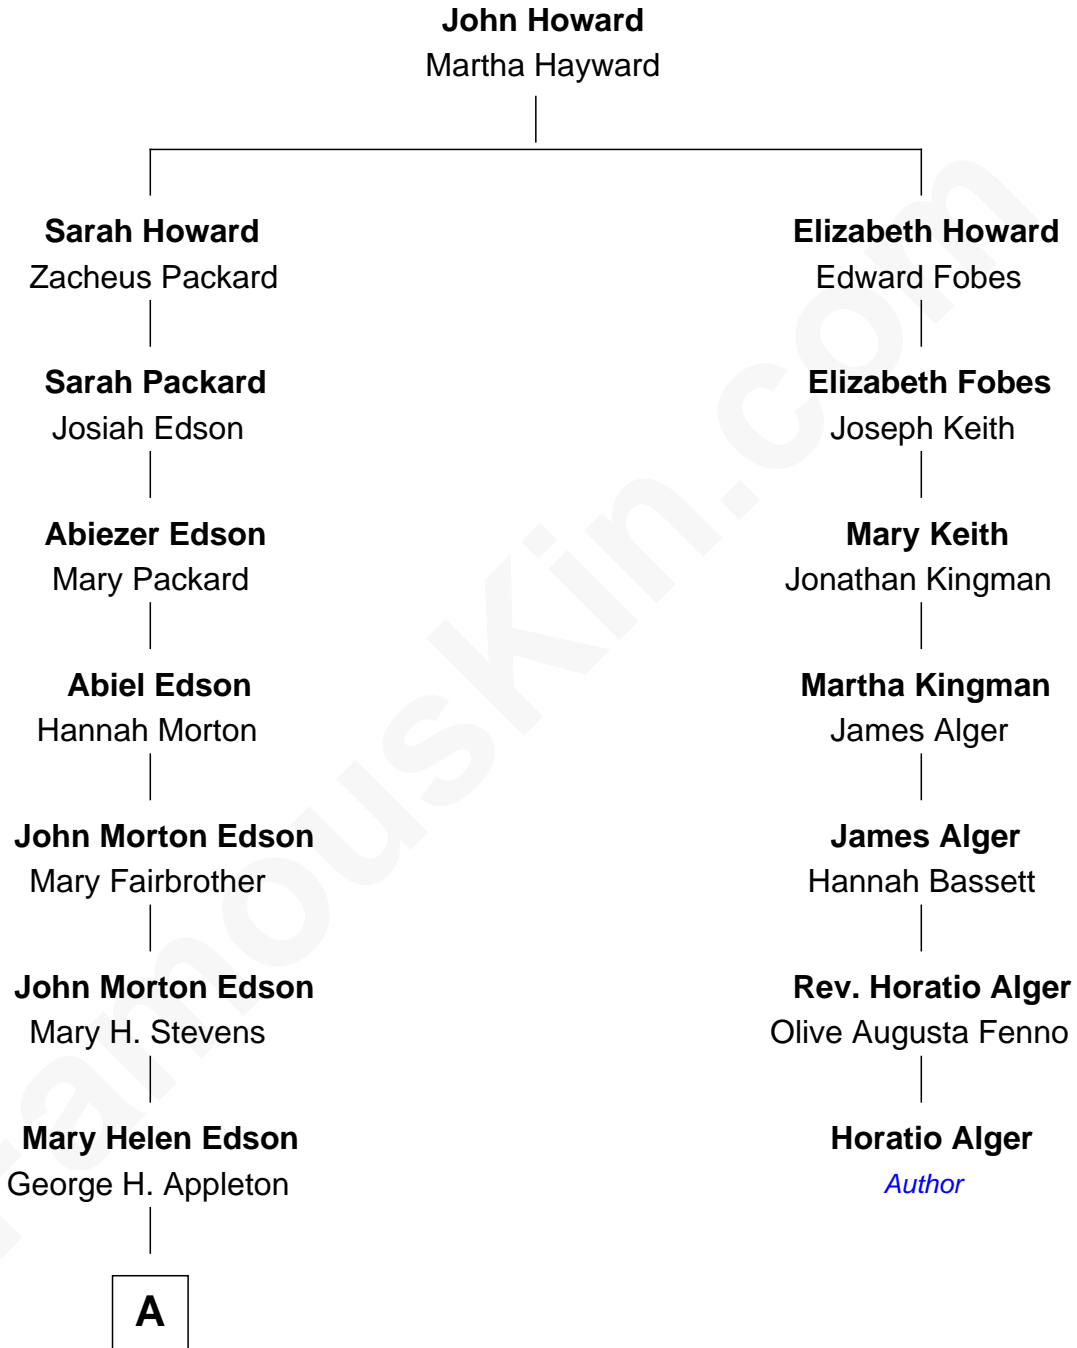 John Howard
Martha Hayward
Sarah Howard
Zacheus Packard
Elizabeth Howard
Edward Fobes
Sarah Packard
Josiah Edson
Elizabeth Fobes
Joseph Keith
Abiezer Edson
Mary Packard
Mary Keith
Jonathan Kingman
Abiel Edson
Hannah Morton
Martha Kingman
James Alger
John Morton Edson
Mary Fairbrother
James Alger
Hannah Bassett
John Morton Edson
Mary H. Stevens
Rev. Horatio Alger
Olive Augusta Fenno
Mary Helen Edson
George H. Appleton
Horatio Alger
Author
A
FamousKin.com